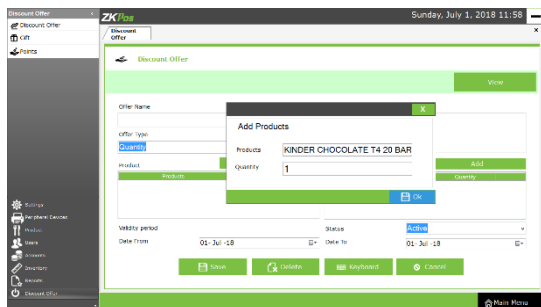 Discount Offer
Discount Offer
Gift
Points
ZKPos
Sunday, July 1, 2018 11:58
Discount Offer
Discount Offer
View
Offer Name
Offer Type
Quantity
Product
Products
Add
Quantity
X
Add Products
Products
KINDER CHOCOLATE T4 20 BAR
Quantity
1
Ok
Validity period
Status
Active
Date From
01- Jul -18
Date To
01- Jul -18
Save
Delete
Keyboard
Cancel
Settings
Peripheral Devices
Product
Users
Accounts
Inventory
Reports
Discount Offer
Main Menu